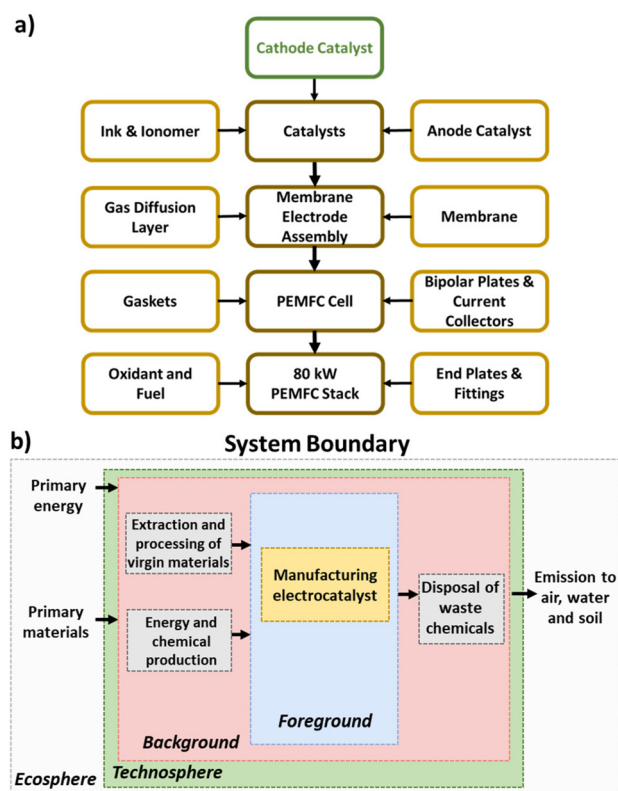 a)
Cathode Catalyst
Ink & Ionomer
Catalysts
Anode Catalyst
Gas Diffusion
Layer
Membrane
Electrode
Assembly
Membrane
Gaskets
PEMFC Cell
Bipolar Plates &
Current
Collectors
Oxidant and
Fuel
80 kW
PEMFC Stack
End Plates &
Fittings
b)
System Boundary
Primary
energy
Primary
materials
Extraction and
processing of
virgin materials
Energy and
chemical
production
Manufacturing
electrocatalyst
Disposal of
waste
chemicals
Emission to
air, water
and soil
Foreground
Background
Technosphere
Ecosphere